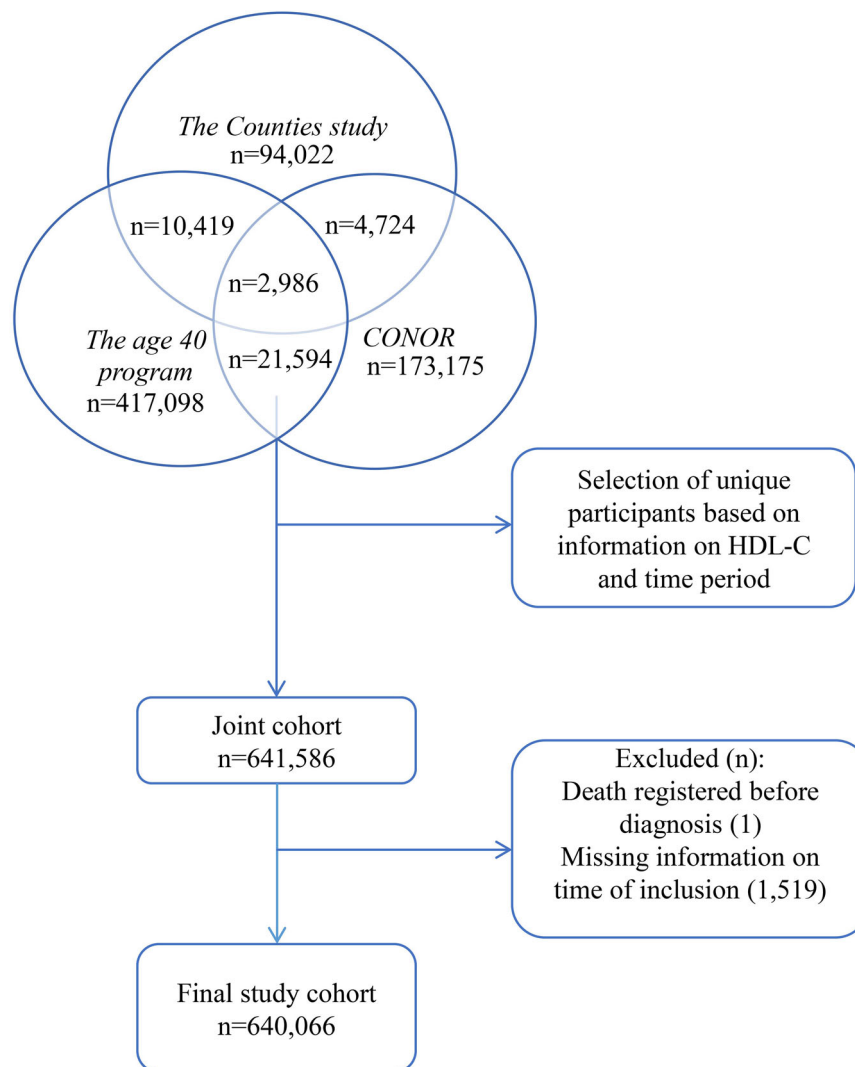 The Counties study
n=94,022
n=10,419
n=4,724
n=2,986
The age 40
program
n=417,098
n=21,594
CONOR
n=173,175
Selection of unique
participants based on
information on HDL-C
and time period
Joint cohort
n=641,586
Excluded (n):
Death registered before
diagnosis (1)
Missing information on
time of inclusion (1,519)
Final study cohort
n=640,066